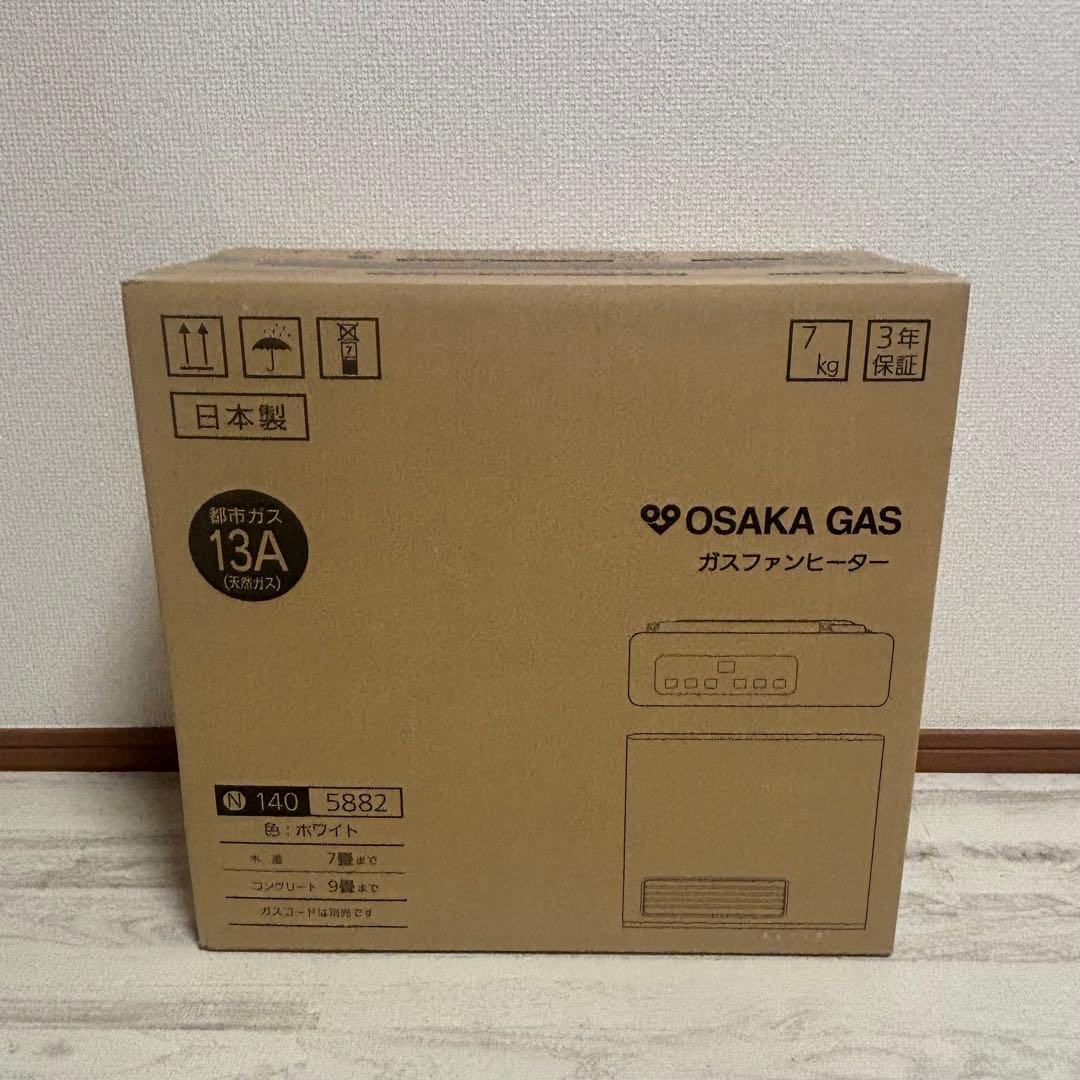 7
7
kg
3年
保証
日本製
都市ガス
13A
(天然ガス)
OSAKA GAS
ガスファンヒーター
N 140 5882
色:ホワイト
木造 7畳まで
コンクリート 9畳まで
ガスコードは別売です